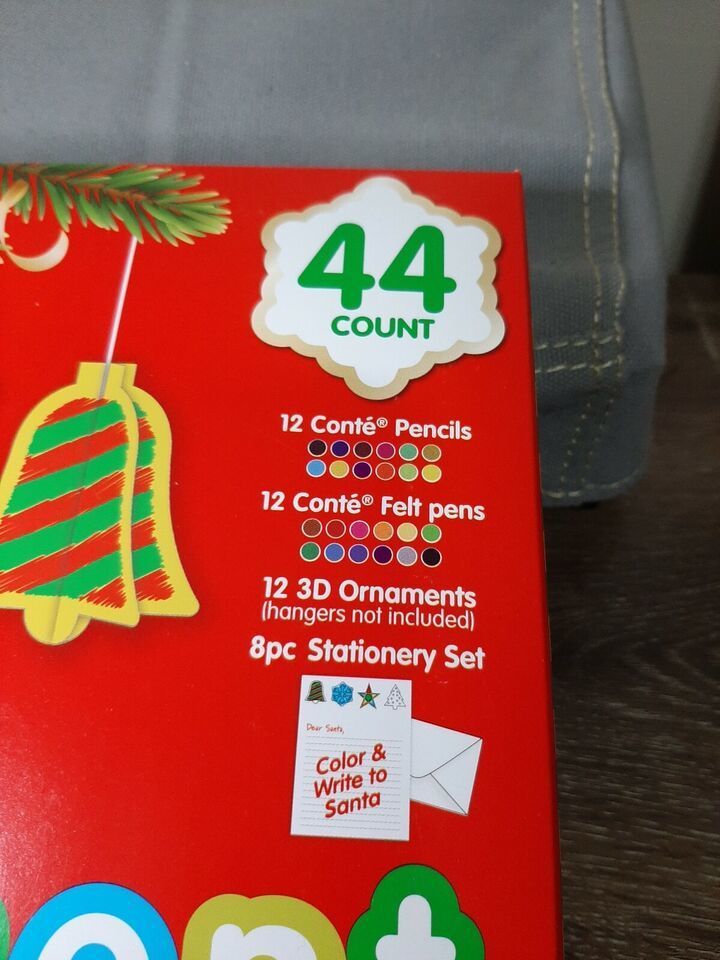 44
COUNT
12 Conté® Pencils
12 Conté® Felt pens
12 3D Ornaments
(hangers not included)
8pc Stationery Set
Dear Santa,
Color &
Write to
Santa